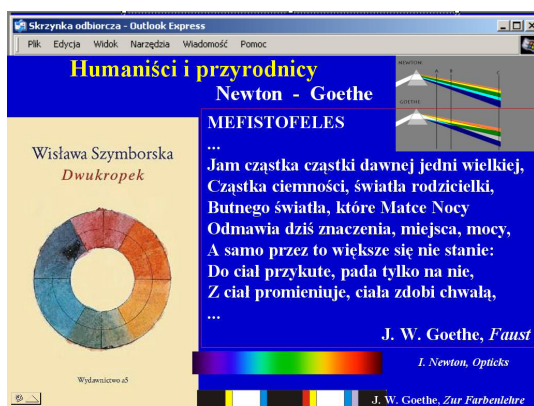 Skrzynka odbiorcza - Outlook Express
Plik Edycja Widok Narzędzia Wiadomość Pomoc
Humaniści i przyrodnicy
Newton - Goethe
NEWTON
A B C
GOETHE
MEFISTOFELES
...
Jam cząstka cząstki dawnej jedni wielkiej,
Cząstka ciemności, światła rodzicielki,
Butnego światła, które Matce Nocy
Odmawia dziś znaczenia, miejsca, mocy,
A samo przez to większe się nie stanie:
Do ciał przykute, pada tylko na nie,
Z ciał promieniuje, ciała zdobi chwałą,
...
J. W. Goethe, Faust
Wisława Szymborska
Dwukropek
Wydawnictwo a5
I. Newton, Opticks
J. W. Goethe, Zur Farbenlehre